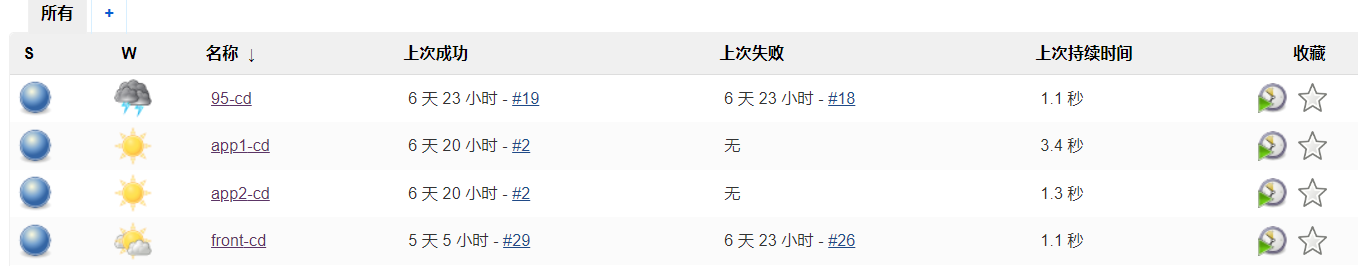 所有 +
S W 名称 ↓ 上次成功 上次失败 上次持续时间 收藏
95-cd 6 天 23 小时 - #19 6 天 23 小时 - #18 1.1 秒
app1-cd 6 天 20 小时 - #2 无 3.4 秒
app2-cd 6 天 20 小时 - #2 无 1.3 秒
front-cd 5 天 5 小时 - #29 6 天 23 小时 - #26 1.1 秒